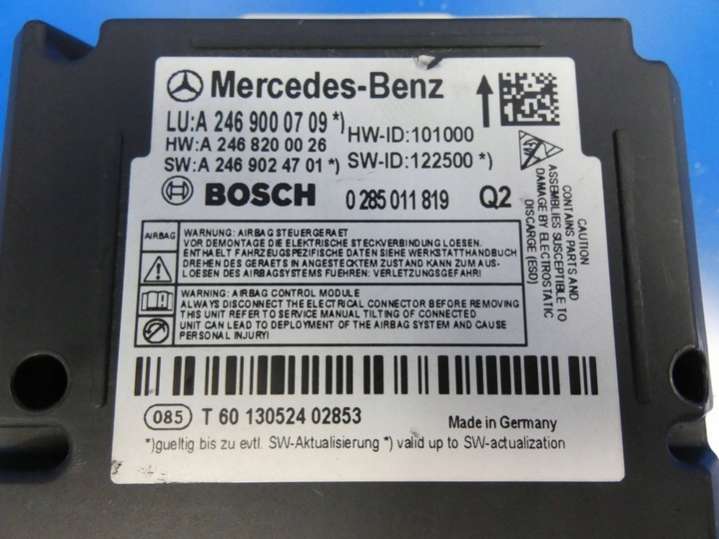 Mercedes-Benz
LU:A 246 900 07 09 *)
HW-ID:101000
HW:A 246 820 00 26
SW:A 246 902 47 01 *)
SW-ID:122500 *)
BOSCH 0 285 011 819 Q2
AIRBAG
WARNUNG: AIRBAG STEUERGERAET
VOR DEMONTAGE DIE ELEKTRISCHE STECKVERBINDUNG LOESEN.
ENTHAELT FAHRZEUGSPEZIFISCHE DATEN SIEHE WERKSTATTHANDBUCH
DREHEN DES GERAETS IN ANGESTECKTEM ZUSTAND KANN ZUM AUS-
LOESEN DES AIRBAGSYSTEMS FUEHREN: VERLETZUNGSGEFAHR!
WARNING: AIRBAG CONTROL MODULE
ALWAYS DISCONNECT THE ELECTRICAL CONNECTOR BEFORE REMOVING
THIS UNIT REFER TO SERVICE MANUAL TILTING OF CONNECTED
UNIT CAN LEAD TO DEPLOYMENT OF THE AIRBAG SYSTEM AND CAUSE
PERSONAL INJURY!
CAUTION
CONTAINS PARTS AND
ASSEMBLIES SUSCEPTIBLE TO
DAMAGE BY ELECTROSTATIC
DISCHARGE (ESD)
085 T 60 130524 02853
Made in Germany
*)gueltig bis zu evtl. SW-Aktualisierung *) valid up to SW-actualization